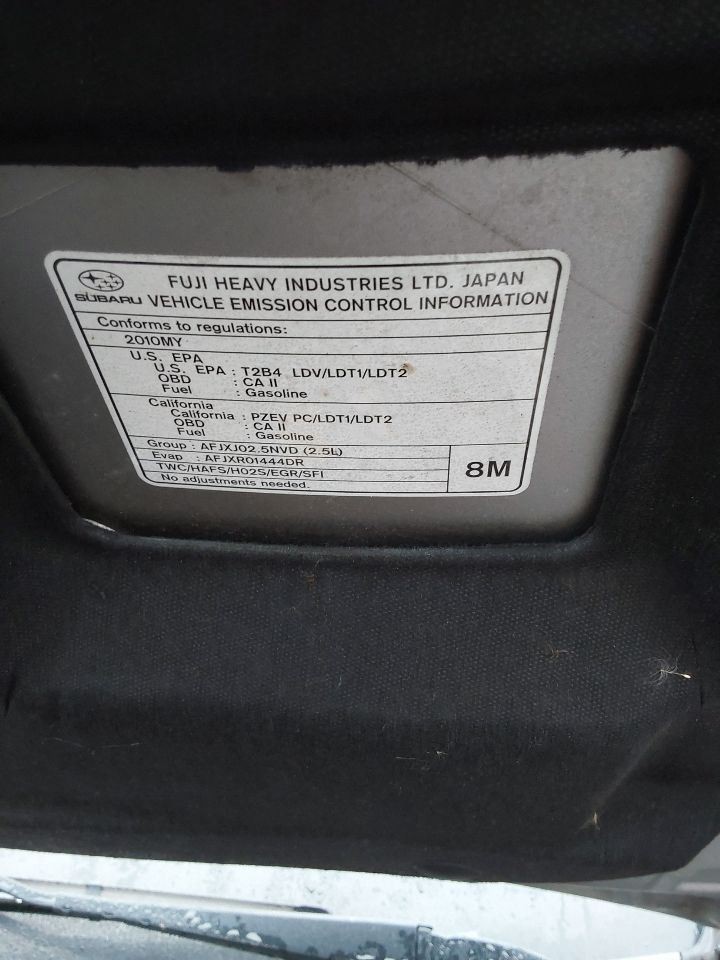 FUJI HEAVY INDUSTRIES LTD. JAPAN
SUBARU VEHICLE EMISSION CONTROL INFORMATION
Conforms to regulations:
2010MY
U.S. EPA
U.S. EPA : T2B4 LDV/LDT1/LDT2
OBD : CA II
Fuel : Gasoline
California
California : PZEV PC/LDT1/LDT2
OBD : CA II
Fuel : Gasoline
Group : AFJXJ02.5NVD (2.5L)
Evap : AFJXR01444DR
TWC/HAFS/HO2S/EGR/SFI
No adjustments needed.
8M